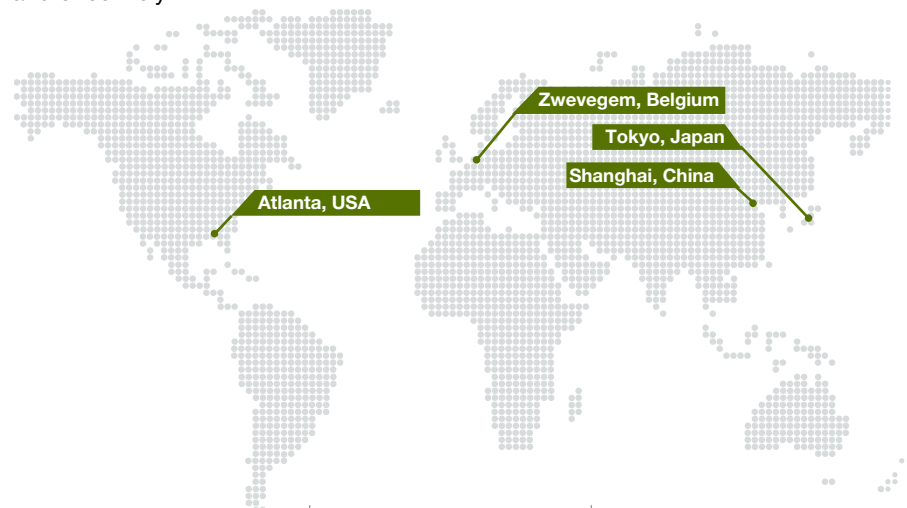 Zwevegem, Belgium
Tokyo, Japan
Shanghai, China
Atlanta, USA